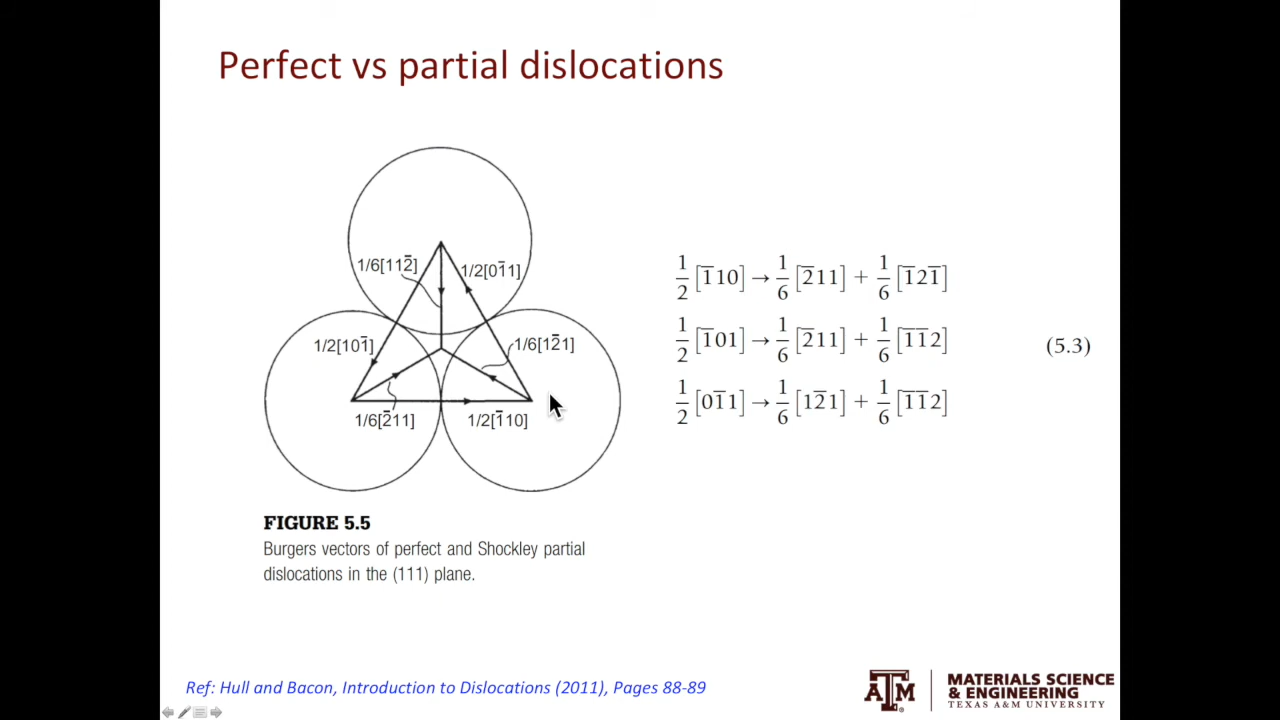 Perfect vs partial dislocations
1/6[112̅]
1/2[01̅1]
1/2[101̅]
1/6[12̅1]
1/6[2̅11]
1/2[1̅10]
1/2 [1̅10] → 1/6 [2̅11] + 1/6 [1̅21̅]
1/2 [1̅01] → 1/6 [2̅11] + 1/6 [1̅1̅2]
(5.3)
1/2 [01̅1] → 1/6 [12̅1] + 1/6 [1̅1̅2]
FIGURE 5.5
Burgers vectors of perfect and Shockley partial
dislocations in the (111) plane.
Ref: Hull and Bacon, Introduction to Dislocations (2011), Pages 88-89
ATM®
MATERIALS SCIENCE
& ENGINEERING
TEXAS A&M UNIVERSITY